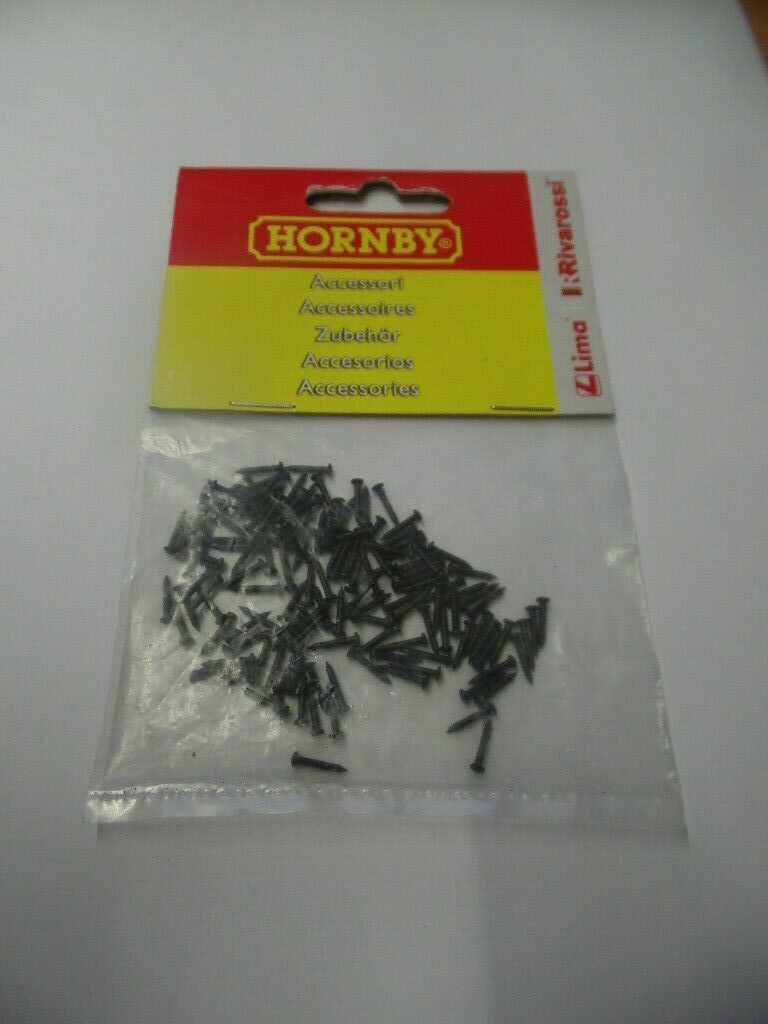 HORNBY®
Accessori
Accessoires
Zubehör
Accesorios
Accessories
Lima
Rivarossi